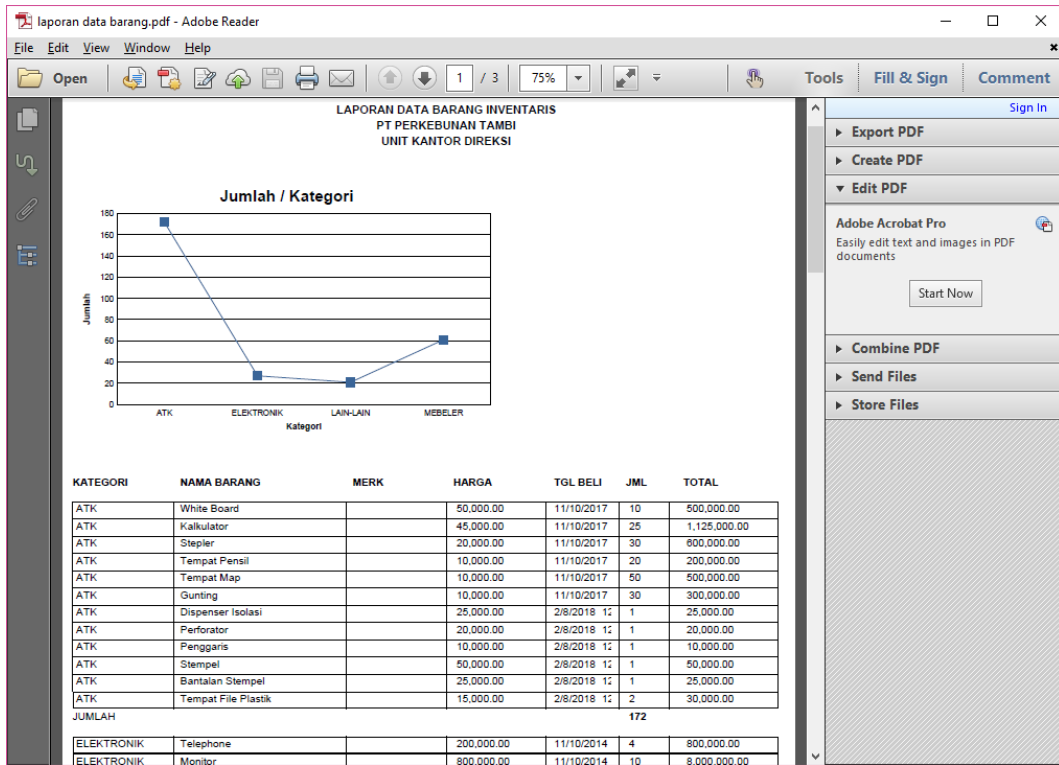 laporan data barang.pdf - Adobe Reader
File Edit View Window Help
Open 1 / 3 75% Tools Fill & Sign Comment
Sign In
Export PDF
Create PDF
Edit PDF
Adobe Acrobat Pro
Easily edit text and images in PDF
documents
Start Now
Combine PDF
Send Files
Store Files
LAPORAN DATA BARANG INVENTARIS
PT PERKEBUNAN TAMBI
UNIT KANTOR DIREKSI
Jumlah / Kategori
Jumlah
180
160
140
120
100
80
60
40
20
0
ATK ELEKTRONIK LAIN-LAIN MEBELER
Kategori
KATEGORI NAMA BARANG MERK HARGA TGL BELI JML TOTAL
ATK White Board 50,000.00 11/10/2017 10 500,000.00
ATK Kalkulator 45,000.00 11/10/2017 25 1,125,000.00
ATK Stepler 20,000.00 11/10/2017 30 600,000.00
ATK Tempat Pensil 10,000.00 11/10/2017 20 200,000.00
ATK Tempat Map 10,000.00 11/10/2017 50 500,000.00
ATK Gunting 10,000.00 11/10/2017 30 300,000.00
ATK Dispenser Isolasi 25,000.00 2/8/2018 12 1 25,000.00
ATK Perforator 20,000.00 2/8/2018 12 1 20,000.00
ATK Penggaris 10,000.00 2/8/2018 12 1 10,000.00
ATK Stempel 50,000.00 2/8/2018 12 1 50,000.00
ATK Bantalan Stempel 25,000.00 2/8/2018 12 1 25,000.00
ATK Tempat File Plastik 15,000.00 2/8/2018 12 2 30,000.00
JUMLAH 172
ELEKTRONIK Telephone 200,000.00 11/10/2014 4 800,000.00
ELEKTRONIK Monitor 800,000.00 11/10/2014 10 8,000,000.00